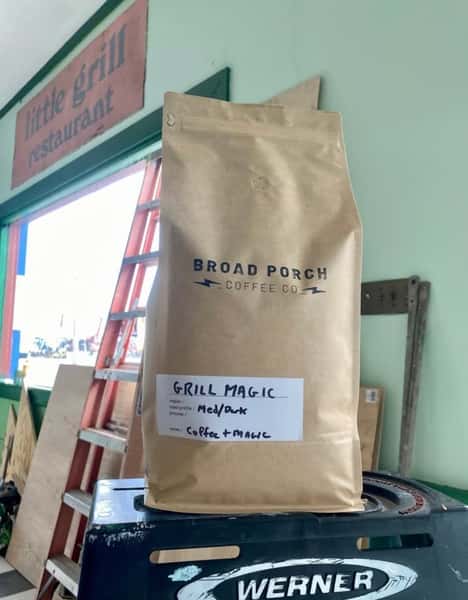 little grill
restaurant
BROAD PORCH
COFFEE CO
GRILL MAGIC
Med/Dark
Coffee + MAGIC
WERNER